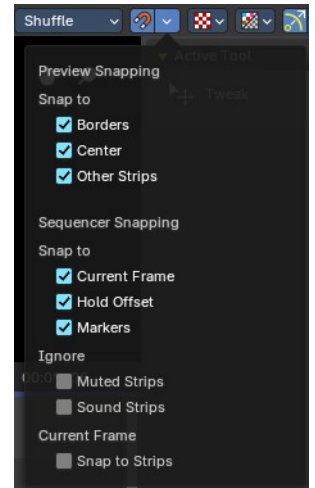 Shuffle
Active Tool
Preview Snapping
Tweak
Snap to
Borders
Center
Other Strips
Sequencer Snapping
Snap to
Current Frame
Hold Offset
Markers
Ignore
Muted Strips
Sound Strips
Current Frame
Snap to Strips